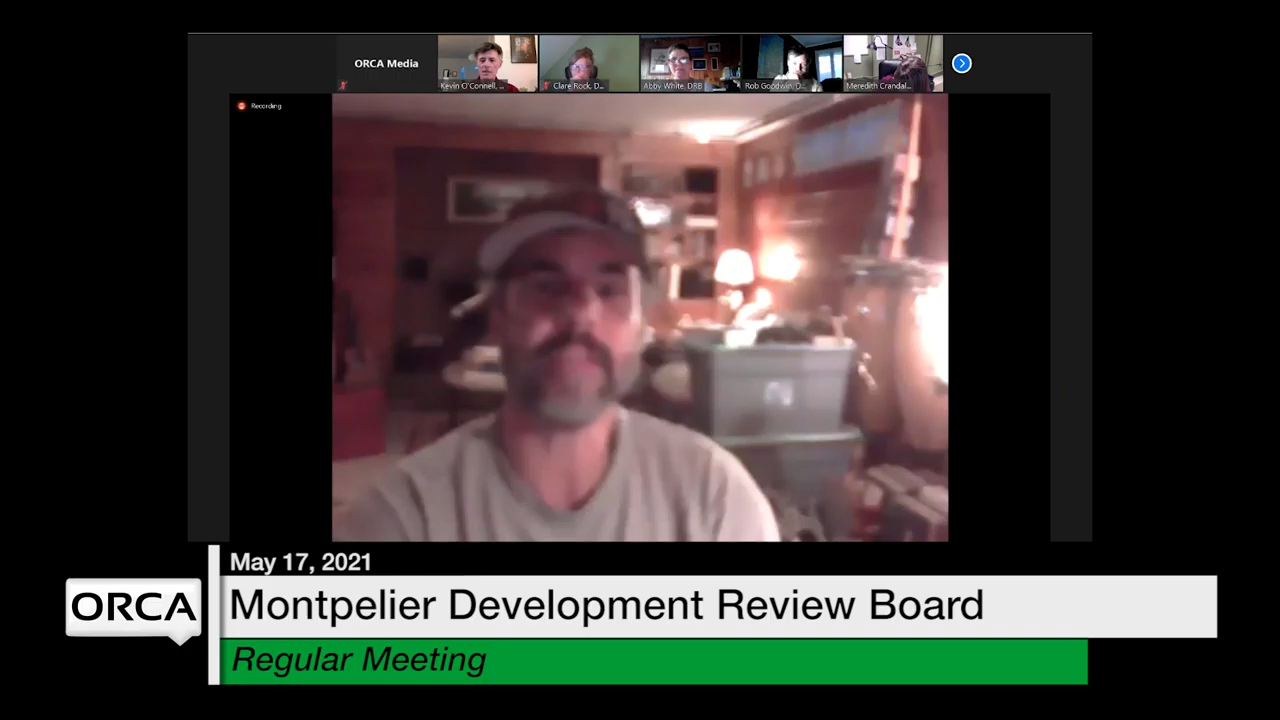 ORCA Media
Kevin O'Connell, ...
Clare Rock, D...
Abby White, DRB
Rob Goodwin, D...
Meredith Crandal...
Recording
May 17, 2021
ORCA
Montpelier Development Review Board
Regular Meeting